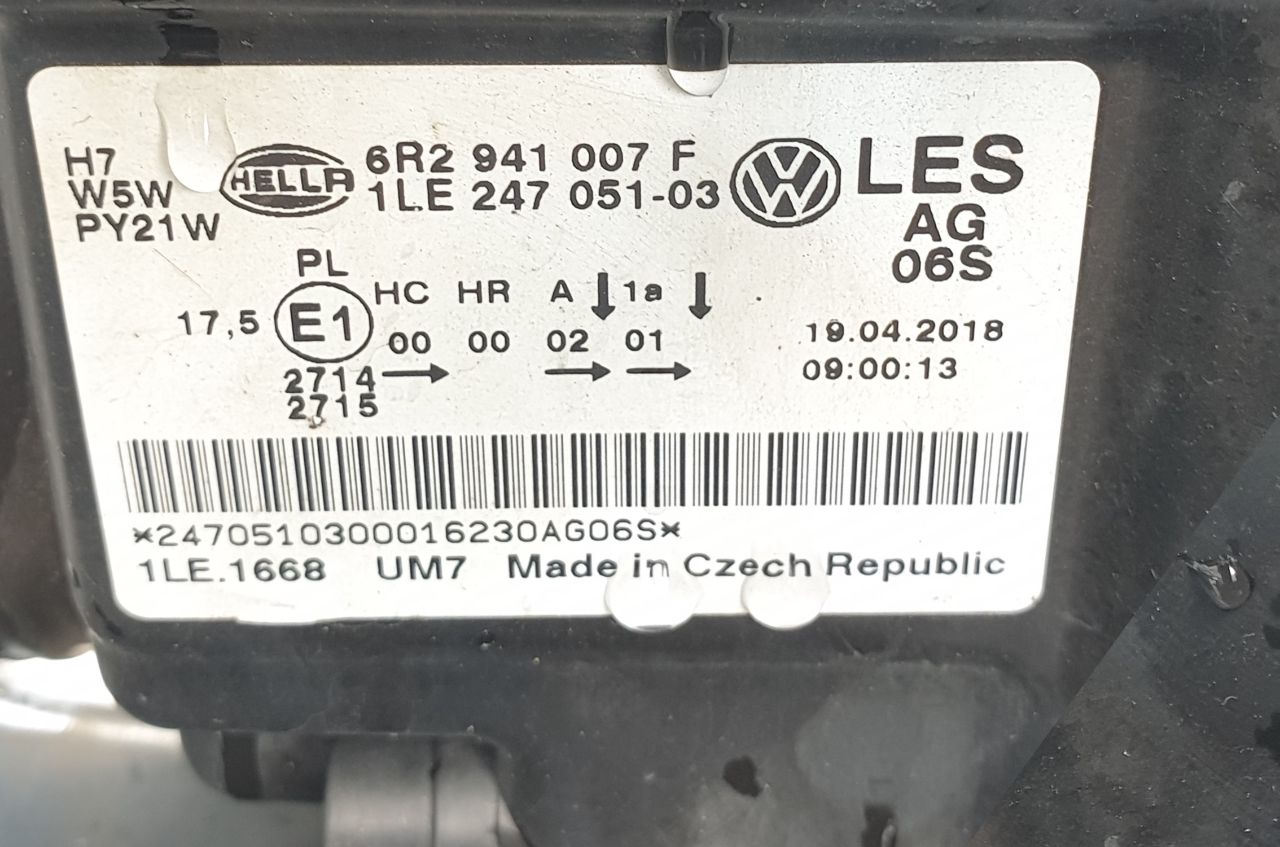 H7
W5W
PY21W
HELLA
6R2 941 007 F
1LE 247 051-03
LES
AG
06S
PL
17,5 E1
HC HR A 1a
00 00 02 01
2714
2715
19.04.2018
09:00:13
*2470510300016230AG06S*
1LE.1668 UM7 Made in Czech Republic